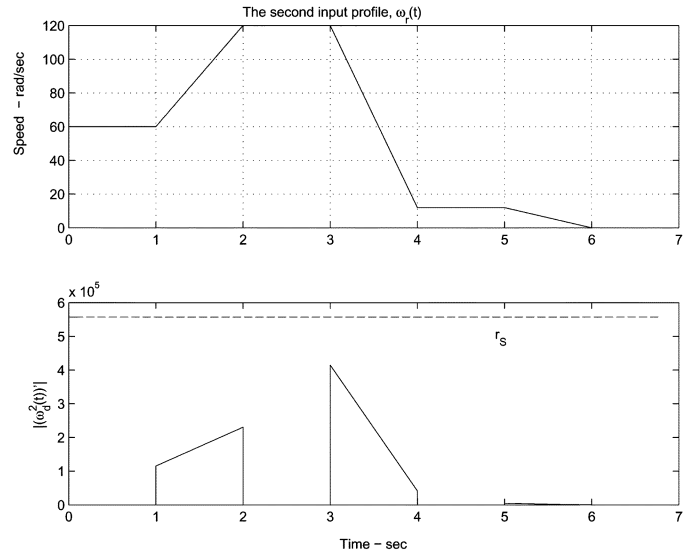 The second input profile, ω_r(t)
120
100
80
60
40
20
0
Speed − rad/sec
0 1 2 3 4 5 6 7
x 10^5
6
5
4
3
2
1
0
|(ω_d^2(t))'|
r_S
0 1 2 3 4 5 6 7
Time − sec